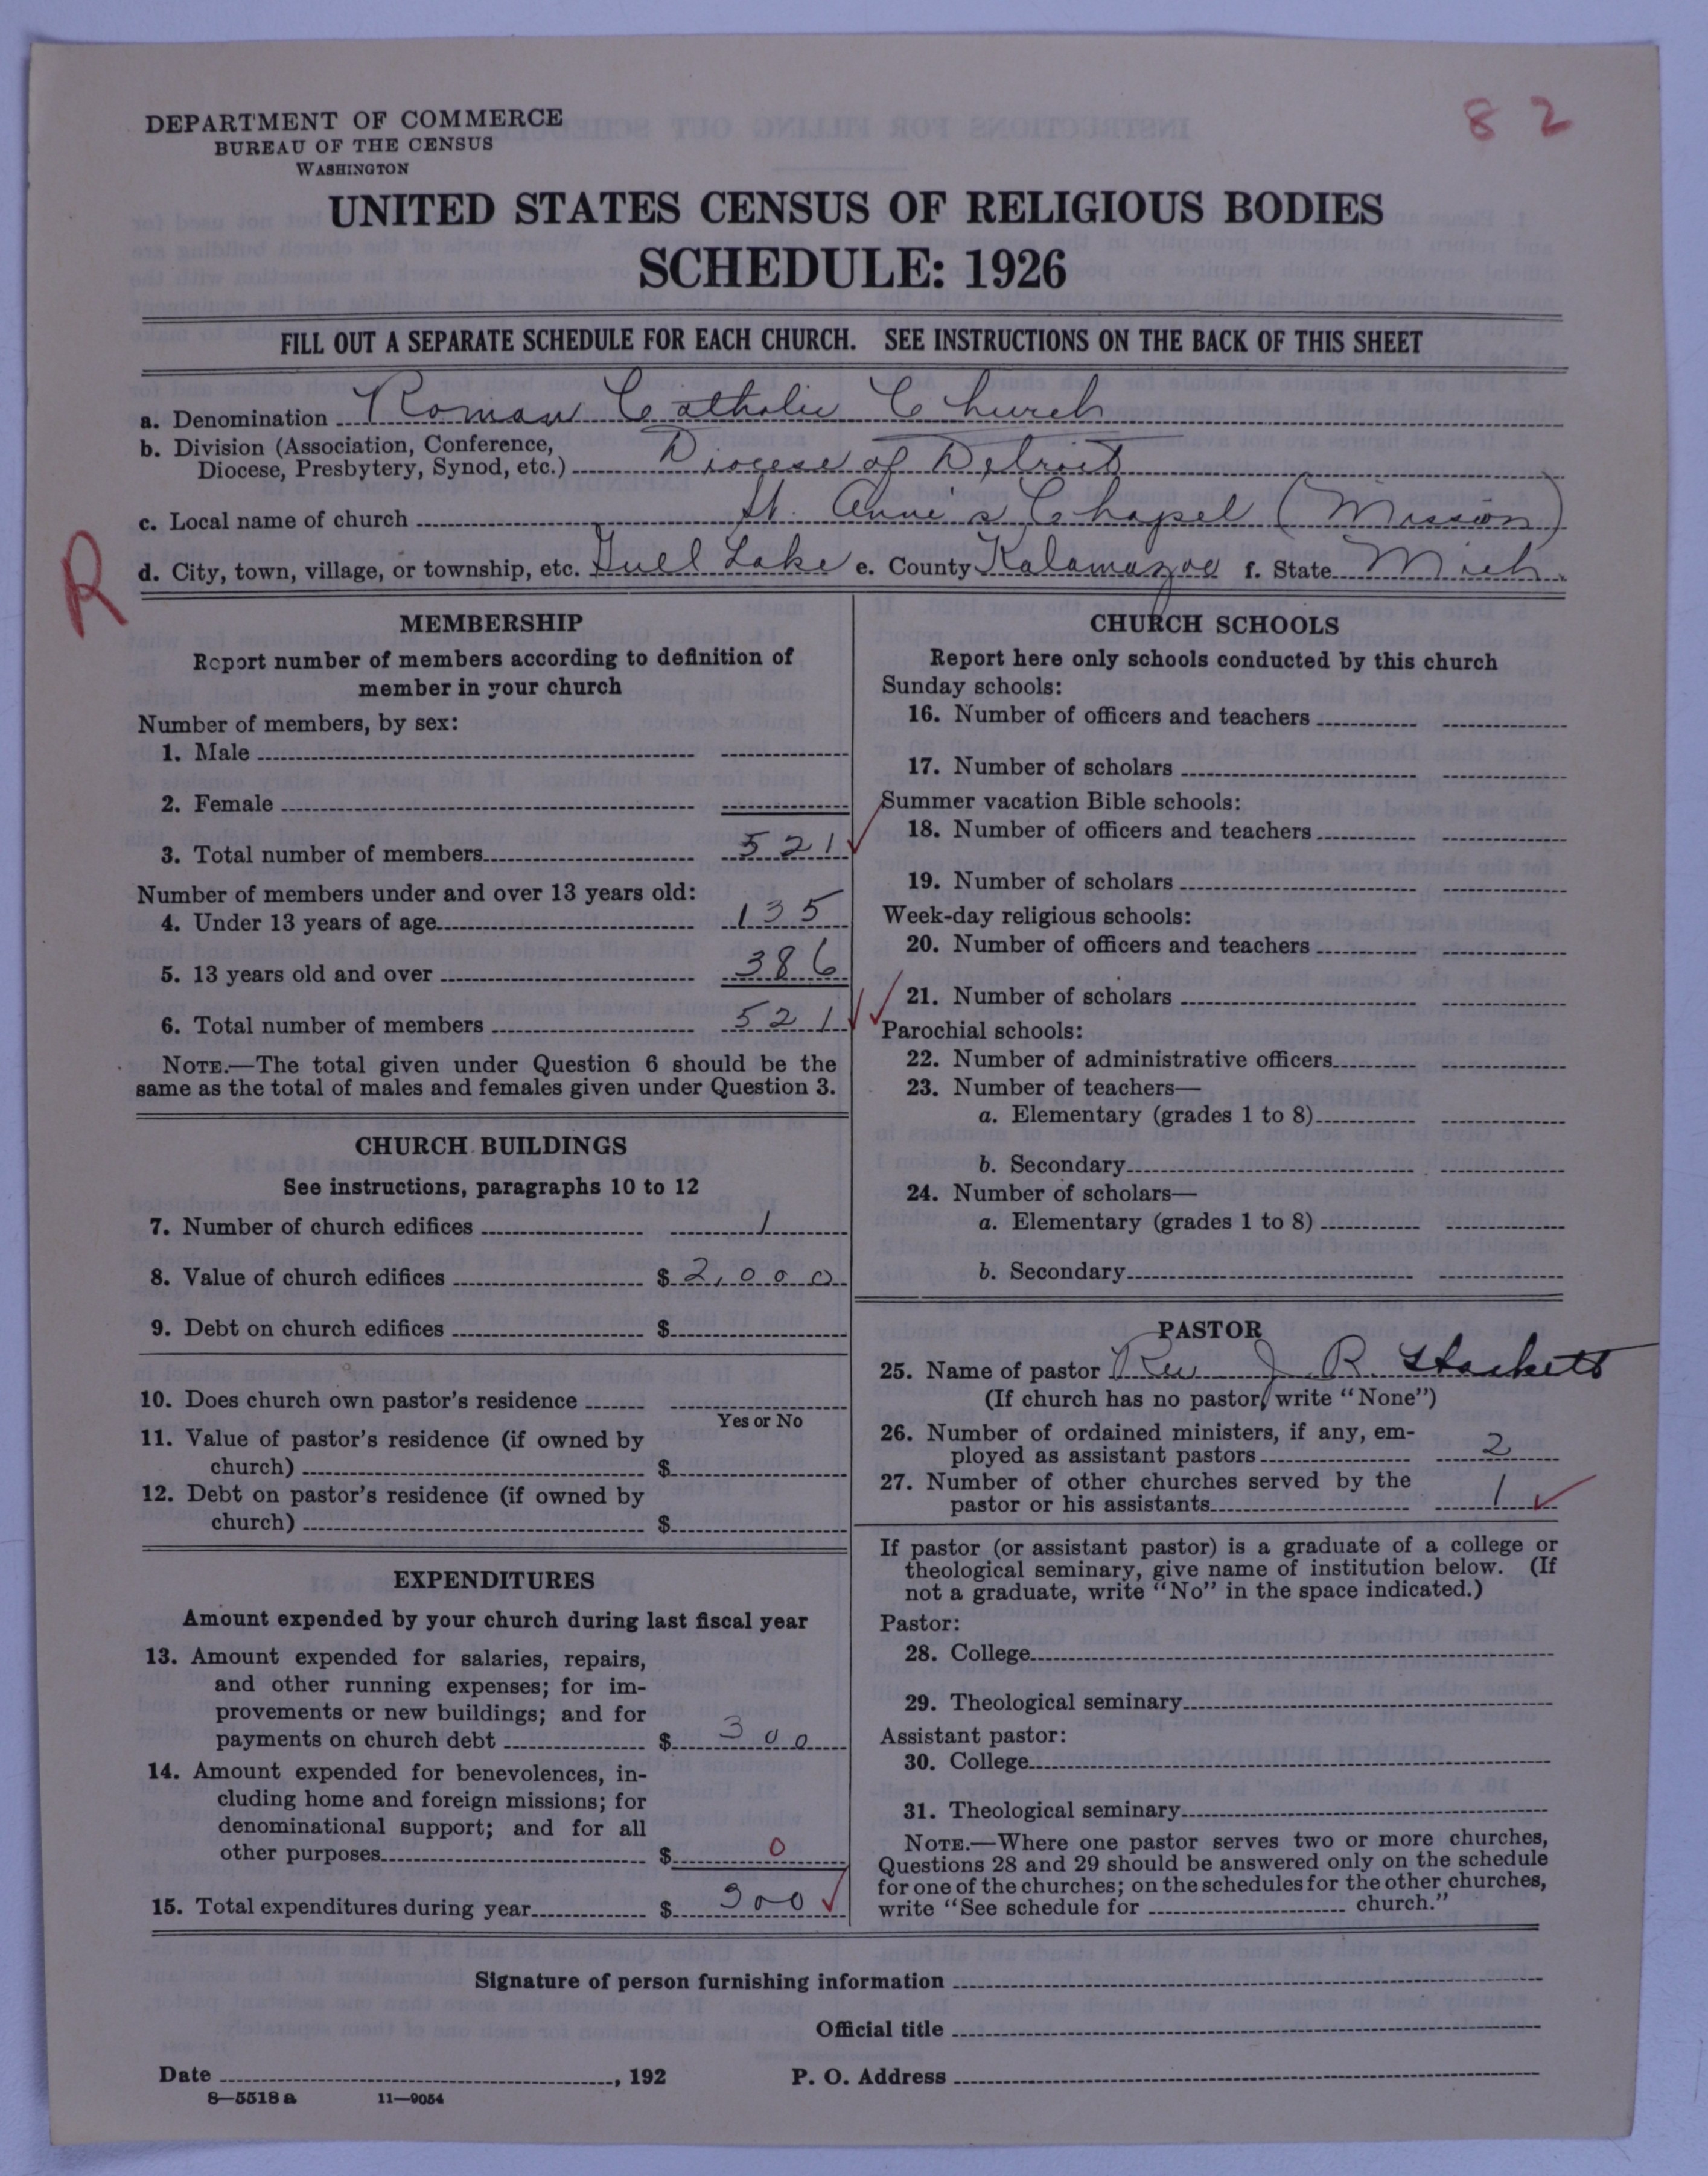 82
DEPARTMENT OF COMMERCE
BUREAU OF THE CENSUS
WASHINGTON
UNITED STATES CENSUS OF RELIGIOUS BODIES
SCHEDULE: 1926
FILL OUT A SEPARATE SCHEDULE FOR EACH CHURCH. SEE INSTRUCTIONS ON THE BACK OF THIS SHEET
a. Denomination Roman Catholic Church
b. Division (Association, Conference,
Diocese, Presbytery, Synod, etc.) Diocese of Detroit
c. Local name of church St. Anne's Chapel (Mission)
d. City, town, village, or township, etc. Gull Lake e. County Kalamazoo f. State Mich.
R
MEMBERSHIP
Report number of members according to definition of
member in your church
Number of members, by sex:
1. Male
2. Female
3. Total number of members 521
Number of members under and over 13 years old:
4. Under 13 years of age 135
5. 13 years old and over 386
6. Total number of members 521
NOTE.—The total given under Question 6 should be the
same as the total of males and females given under Question 3.
CHURCH BUILDINGS
See instructions, paragraphs 10 to 12
7. Number of church edifices 1
8. Value of church edifices $ 2,000
9. Debt on church edifices $
10. Does church own pastor's residence
Yes or No
11. Value of pastor's residence (if owned by
church) $
12. Debt on pastor's residence (if owned by
church) $
EXPENDITURES
Amount expended by your church during last fiscal year
13. Amount expended for salaries, repairs,
and other running expenses; for im-
provements or new buildings; and for
payments on church debt $ 300
14. Amount expended for benevolences, in-
cluding home and foreign missions; for
denominational support; and for all
other purposes $ 0
15. Total expenditures during year $ 300
CHURCH SCHOOLS
Report here only schools conducted by this church
Sunday schools:
16. Number of officers and teachers
17. Number of scholars
Summer vacation Bible schools:
18. Number of officers and teachers
19. Number of scholars
Week-day religious schools:
20. Number of officers and teachers
21. Number of scholars
Parochial schools:
22. Number of administrative officers
23. Number of teachers—
a. Elementary (grades 1 to 8)
b. Secondary
24. Number of scholars—
a. Elementary (grades 1 to 8)
b. Secondary
PASTOR
25. Name of pastor Rev J. R. Hackett
(If church has no pastor, write "None")
26. Number of ordained ministers, if any, em-
ployed as assistant pastors 2
27. Number of other churches served by the
pastor or his assistants 1
If pastor (or assistant pastor) is a graduate of a college or
theological seminary, give name of institution below. (If
not a graduate, write "No" in the space indicated.)
Pastor:
28. College
29. Theological seminary
Assistant pastor:
30. College
31. Theological seminary
NOTE.—Where one pastor serves two or more churches,
Questions 28 and 29 should be answered only on the schedule
for one of the churches; on the schedules for the other churches,
write "See schedule for church."
Signature of person furnishing information
Official title
Date , 192 P. O. Address
8—5518 a 11—9054